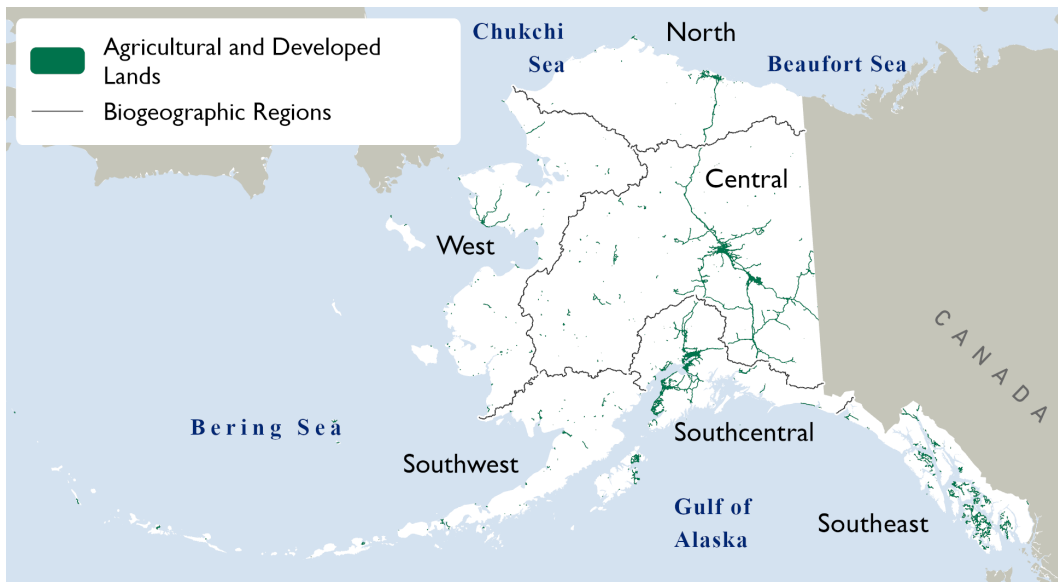 Agricultural and Developed
Lands
Biogeographic Regions
Chukchi
Sea
North
Beaufort Sea
Central
West
CANADA
Bering Sea
Southcentral
Southwest
Gulf of
Alaska
Southeast